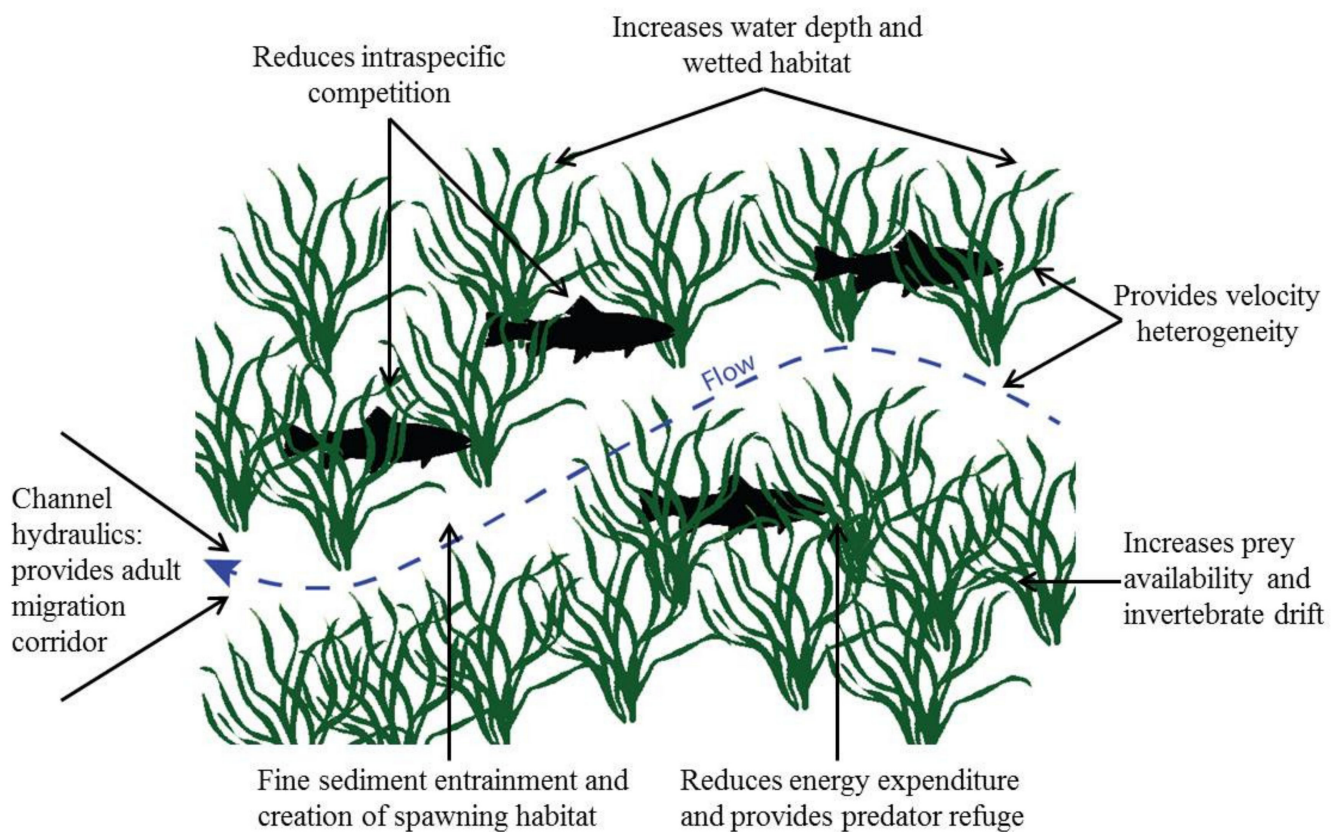 Increases water depth and
wetted habitat
Reduces intraspecific
competition
Provides velocity
heterogeneity
Flow
Channel
hydraulics:
provides adult
migration
corridor
Increases prey
availability and
invertebrate drift
Fine sediment entrainment and
creation of spawning habitat
Reduces energy expenditure
and provides predator refuge